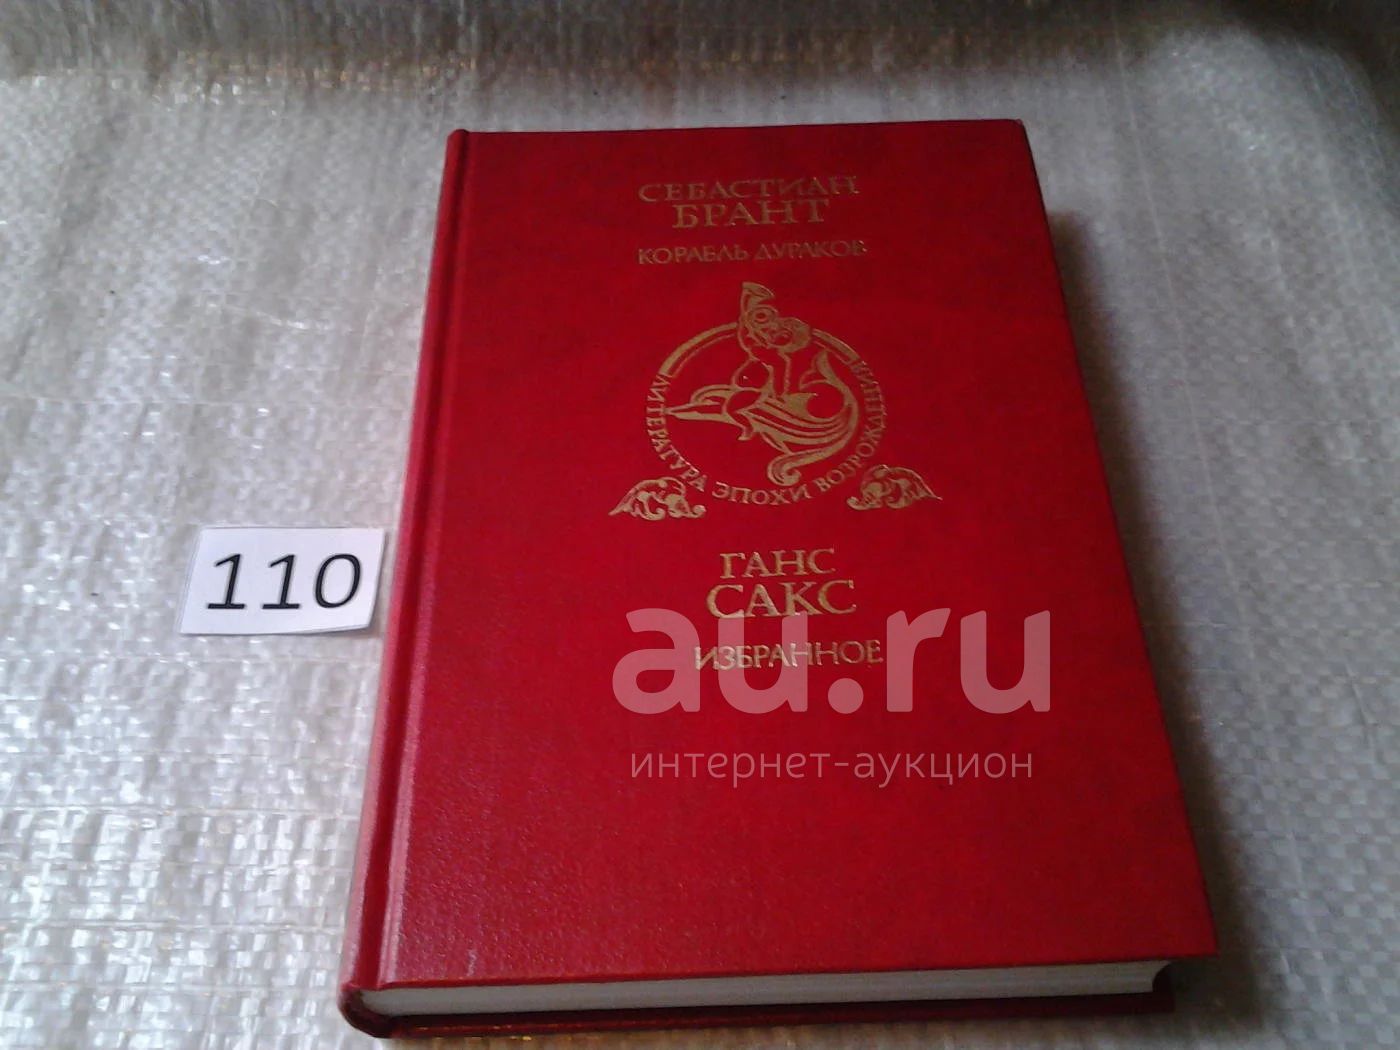 СЕБАСТИАН
БРАНТ
КОРАБЛЬ ДУРАКОВ
ЛИТЕРАТУРА ЭПОХИ ВОЗРОЖДЕНИЯ
110
ГАНС
САКС
ИЗБРАННОЕ
au.ru
интернет-аукцион